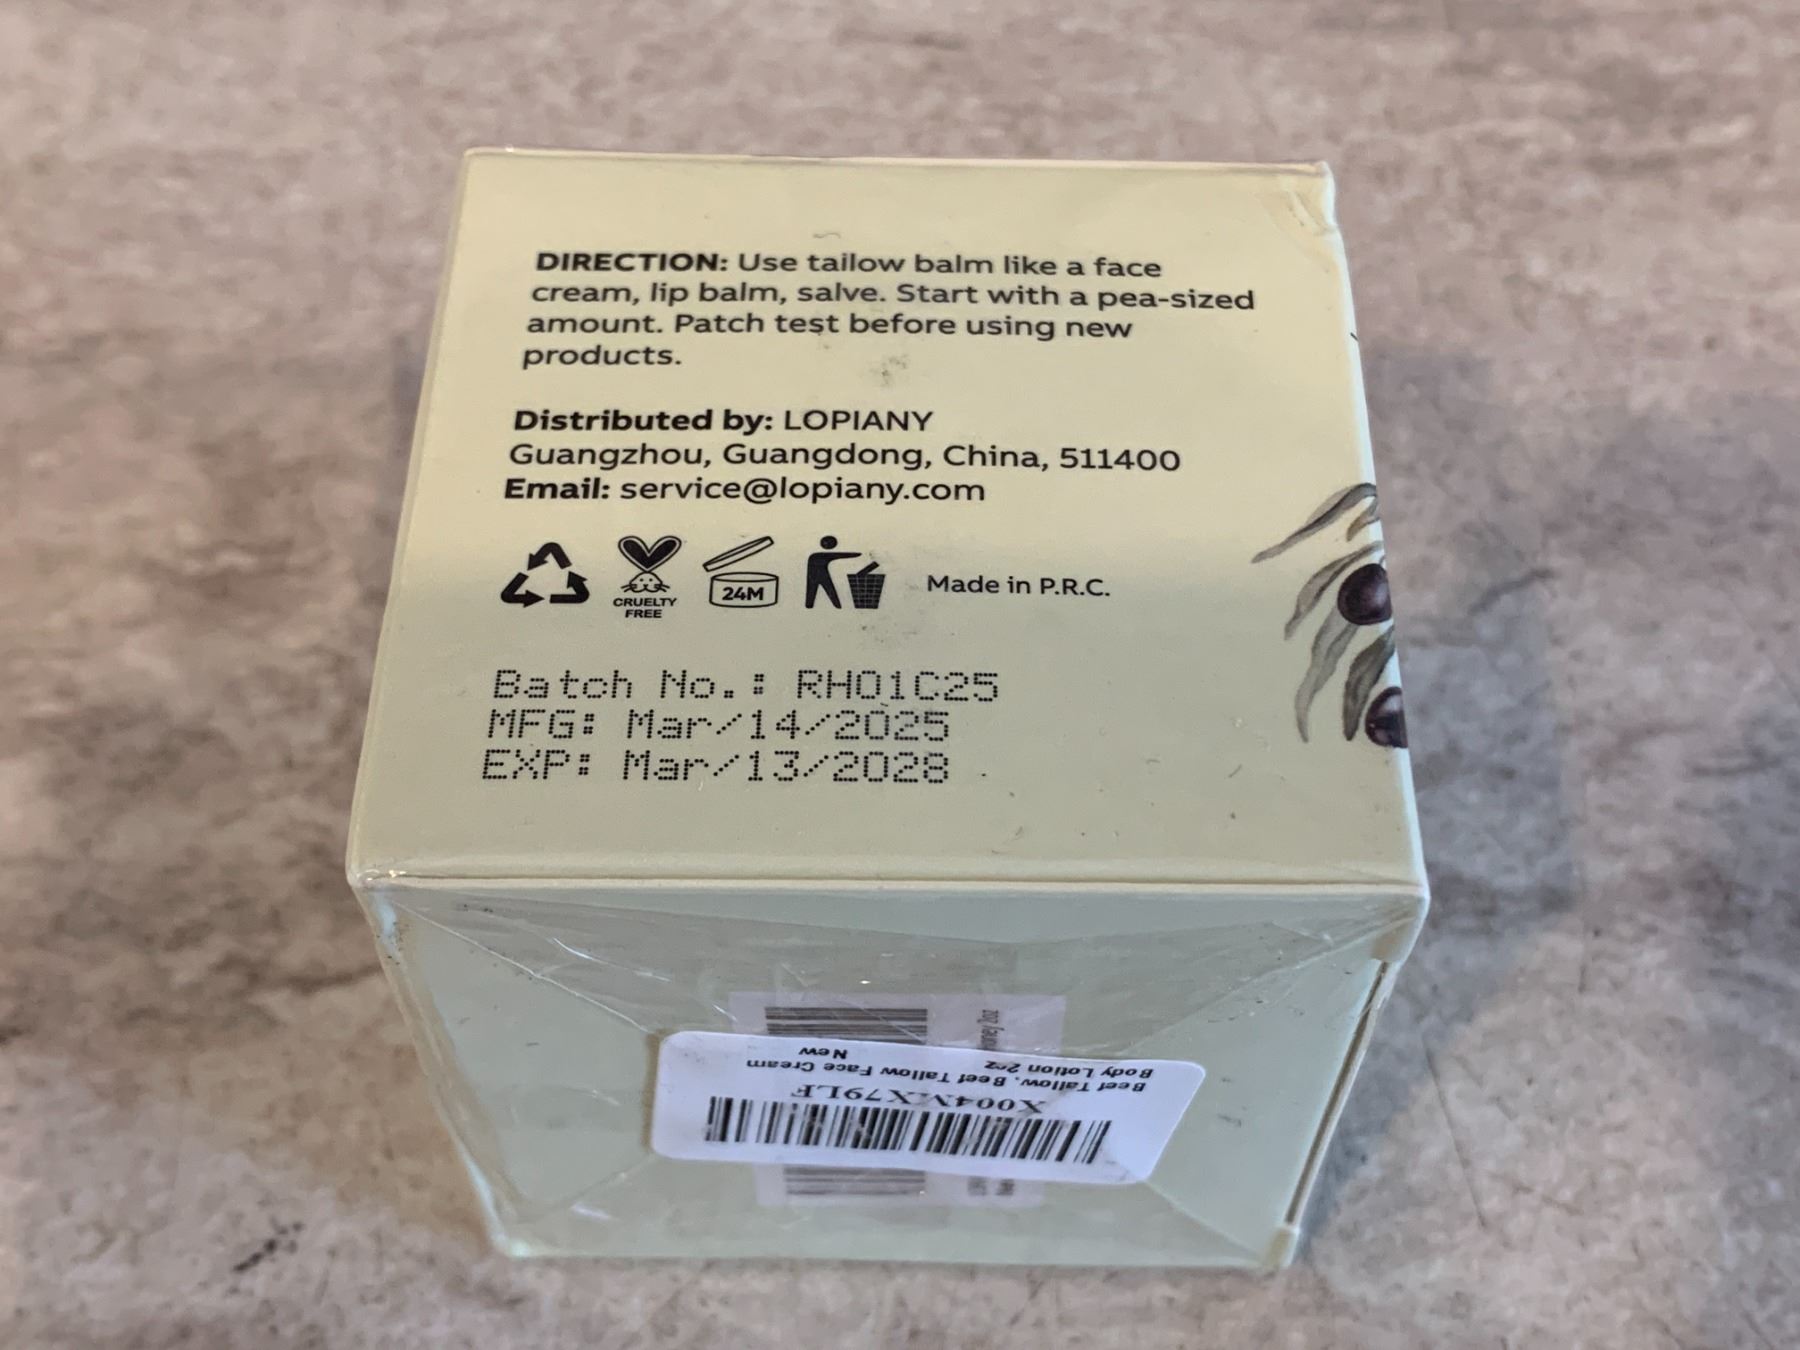 DIRECTION: Use tailow balm like a face
cream, lip balm, salve. Start with a pea-sized
amount. Patch test before using new
products.
Distributed by: LOPIANY
Guangzhou, Guangdong, China, 511400
Email: service@lopiany.com
CRUELTY
FREE
24M
Made in P.R.C.
Batch No.: RH01C25
MFG: Mar/14/2025
EXP: Mar/13/2028
X004MX79LF
Beef Tallow, Beef Tallow Face Cream
Body Lotion 2oz
New
2oz